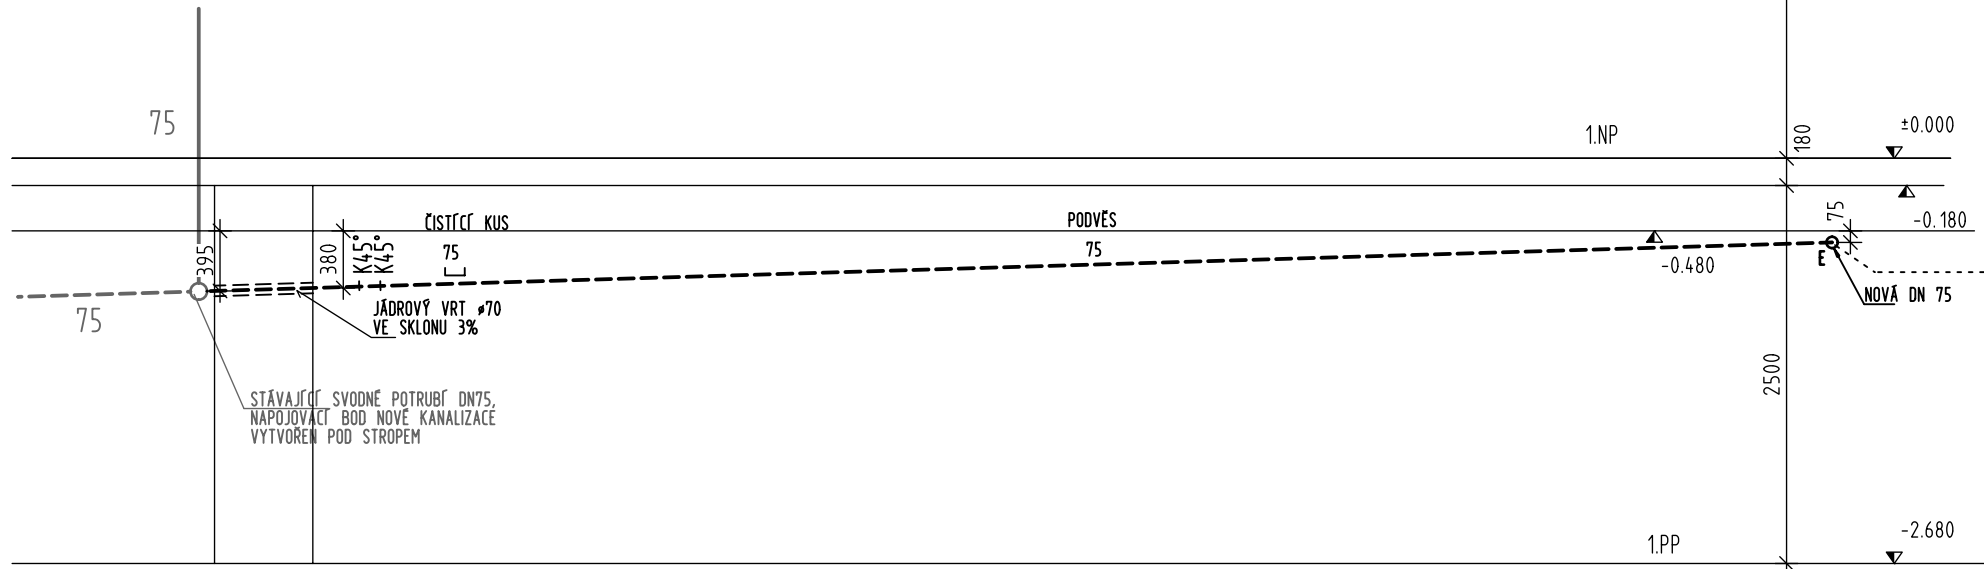 75
1.NP
180
±0.000
ČISTÍCÍ KUS
PODVĚS
75
-0.180
395
380
K45°
K45°
75
75
-0.480
E
75
JÁDROVÝ VRT ø70
VE SKLONU 3%
NOVÁ DN 75
2500
STÁVAJÍCÍ SVODNÉ POTRUBÍ DN75,
NAPOJOVACÍ BOD NOVÉ KANALIZACE
VYTVOŘEN POD STROPEM
1.PP
-2.680